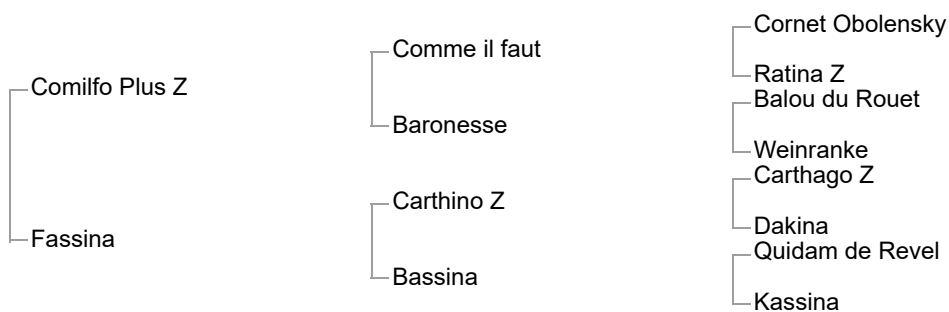 Cornet Obolensky
Comme il faut
Ratina Z
Comilfo Plus Z
Balou du Rouet
Baronesse
Weinranke
Carthago Z
Carthino Z
Dakina
Fassina
Quidam de Revel
Bassina
Kassina